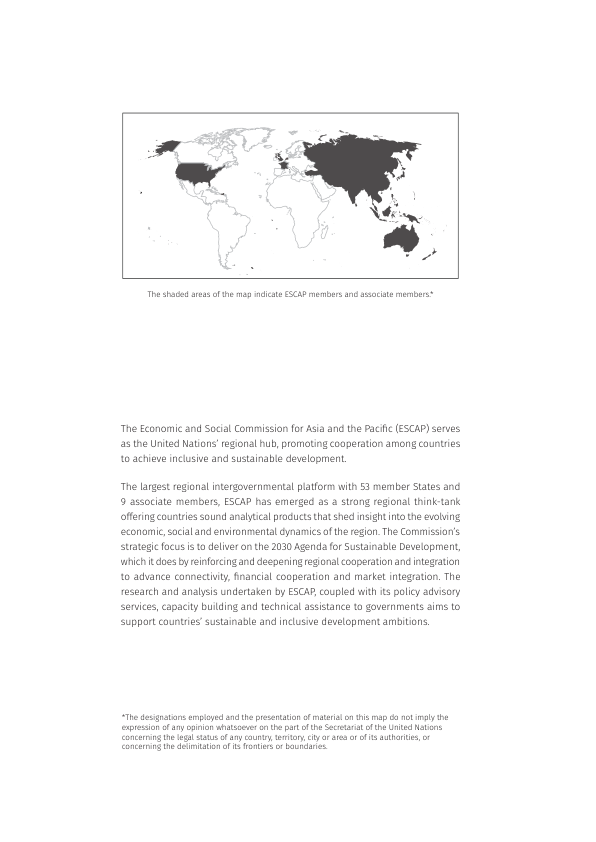 The shaded areas of the map indicate ESCAP members and associate members.*
The Economic and Social Commission for Asia and the Pacific (ESCAP) serves
as the United Nations’ regional hub, promoting cooperation among countries
to achieve inclusive and sustainable development.
The largest regional intergovernmental platform with 53 member States and
9 associate members, ESCAP has emerged as a strong regional think-tank
offering countries sound analytical products that shed insight into the evolving
economic, social and environmental dynamics of the region. The Commission’s
strategic focus is to deliver on the 2030 Agenda for Sustainable Development,
which it does by reinforcing and deepening regional cooperation and integration
to advance connectivity, financial cooperation and market integration. The
research and analysis undertaken by ESCAP, coupled with its policy advisory
services, capacity building and technical assistance to governments aims to
support countries’ sustainable and inclusive development ambitions.
*The designations employed and the presentation of material on this map do not imply the
expression of any opinion whatsoever on the part of the Secretariat of the United Nations
concerning the legal status of any country, territory, city or area or of its authorities, or
concerning the delimitation of its frontiers or boundaries.